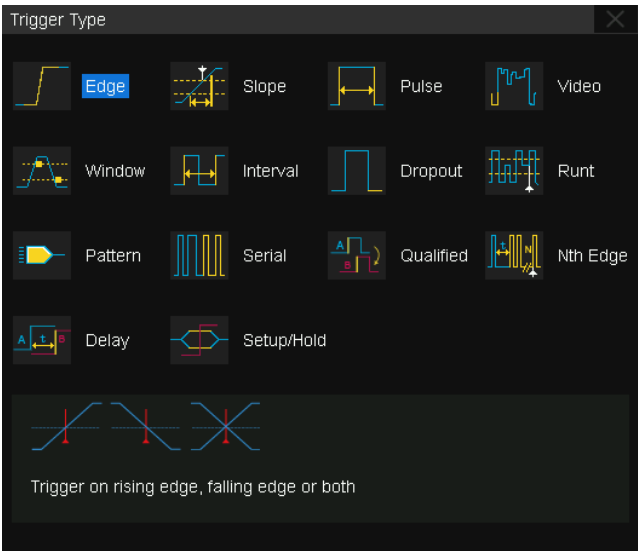 Trigger Type
Edge Slope Pulse Video
Window Interval Dropout Runt
Pattern Serial A B Qualified t N Nth Edge
A t B Delay Setup/Hold
Trigger on rising edge, falling edge or both